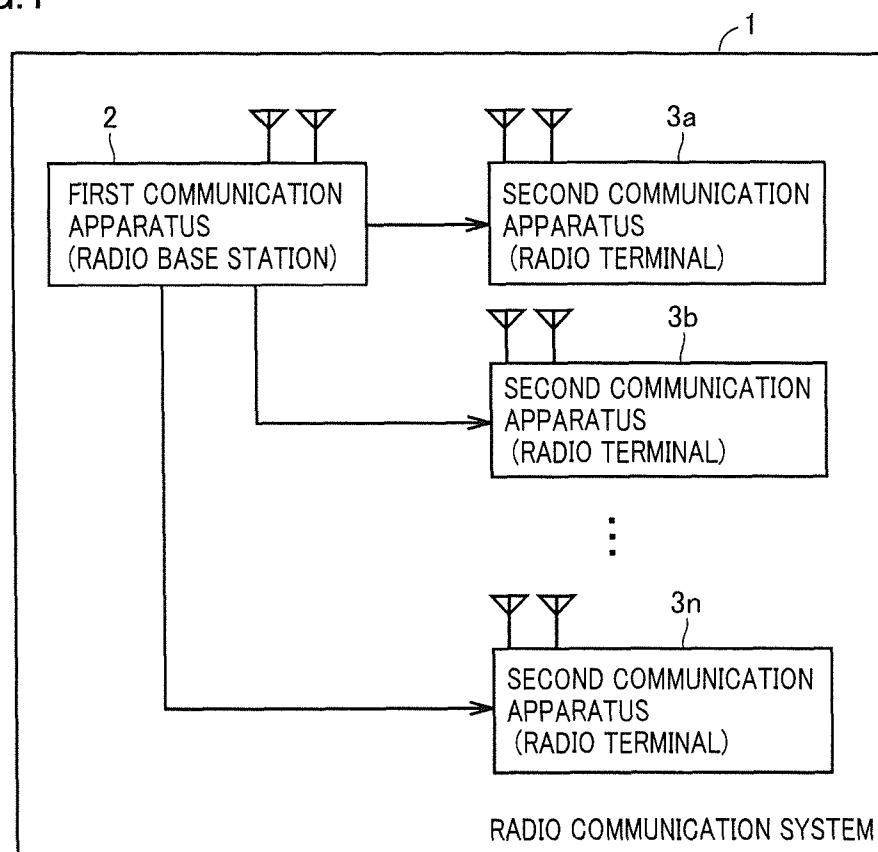 1
2
FIRST COMMUNICATION
APPARATUS
(RADIO BASE STATION)
3a
SECOND COMMUNICATION
APPARATUS
(RADIO TERMINAL)
3b
SECOND COMMUNICATION
APPARATUS
(RADIO TERMINAL)
3n
SECOND COMMUNICATION
APPARATUS
(RADIO TERMINAL)
RADIO COMMUNICATION SYSTEM